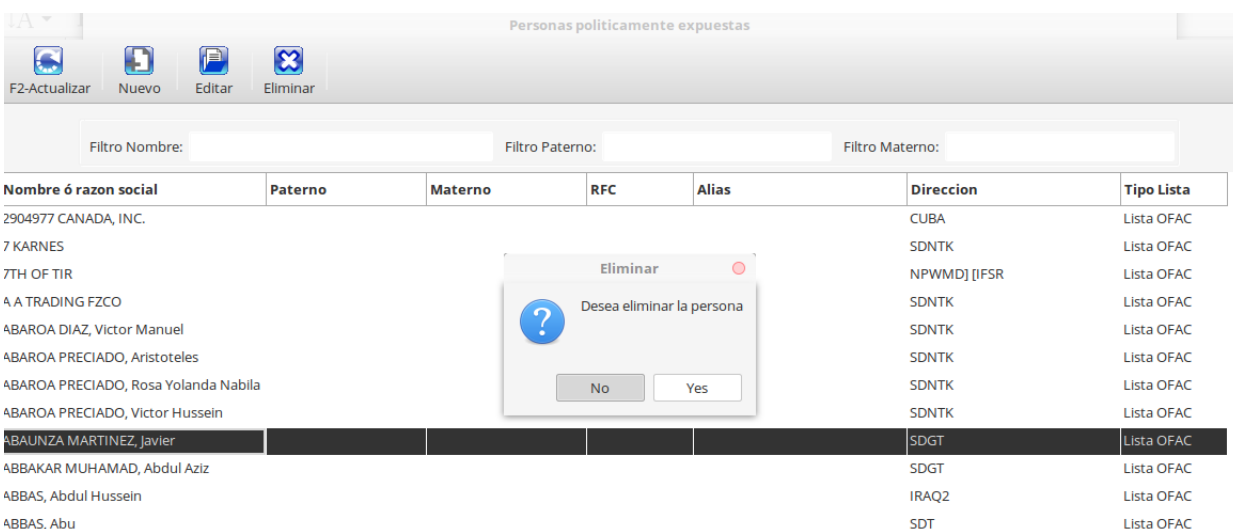 Personas politicamente expuestas
F2-Actualizar Nuevo Editar Eliminar
Filtro Nombre: Filtro Paterno: Filtro Materno:
Nombre ó razon social Paterno Materno RFC Alias Direccion Tipo Lista
2904977 CANADA, INC. CUBA Lista OFAC
7 KARNES SDNTK Lista OFAC
7TH OF TIR NPWMD] [IFSR Lista OFAC
A A TRADING FZCO SDNTK Lista OFAC
ABAROA DIAZ, Victor Manuel SDNTK Lista OFAC
ABAROA PRECIADO, Aristoteles SDNTK Lista OFAC
ABAROA PRECIADO, Rosa Yolanda Nabila SDNTK Lista OFAC
ABAROA PRECIADO, Victor Hussein SDNTK Lista OFAC
ABAUNZA MARTINEZ, Javier SDGT Lista OFAC
ABBAKAR MUHAMAD, Abdul Aziz SDGT Lista OFAC
ABBAS, Abdul Hussein IRAQ2 Lista OFAC
ABBAS, Abu SDT Lista OFAC
Eliminar
Desea eliminar la persona
No Yes